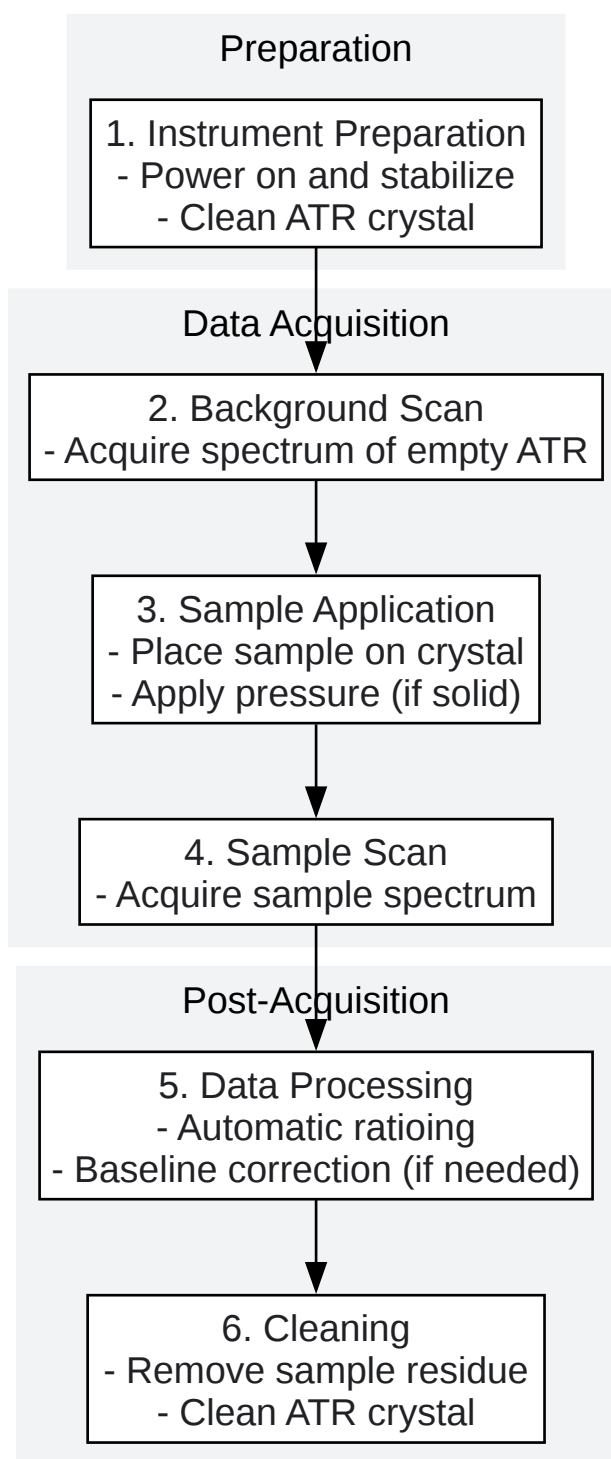 Preparation
1. Instrument Preparation
- Power on and stabilize
- Clean ATR crystal
Data Acquisition
2. Background Scan
- Acquire spectrum of empty ATR
3. Sample Application
- Place sample on crystal
- Apply pressure (if solid)
4. Sample Scan
- Acquire sample spectrum
Post-Acquisition
5. Data Processing
- Automatic ratioing
- Baseline correction (if needed)
6. Cleaning
- Remove sample residue
- Clean ATR crystal